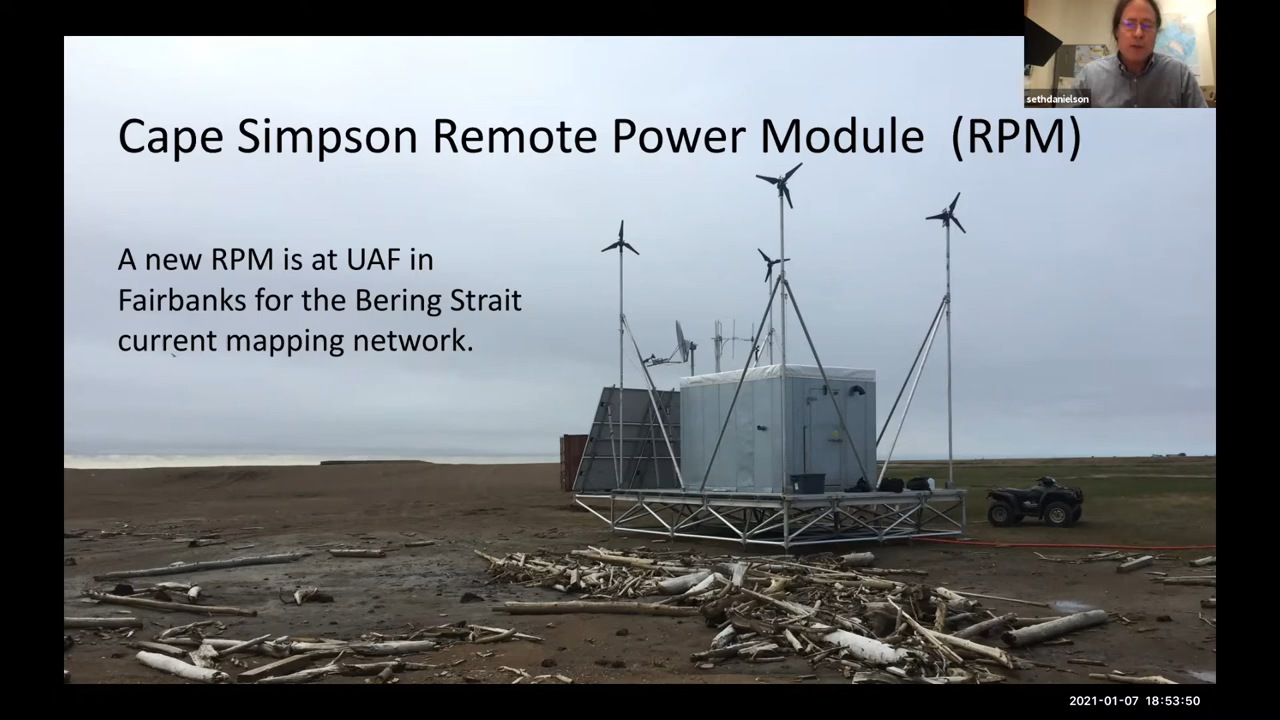 sethdanielson
Cape Simpson Remote Power Module (RPM)
A new RPM is at UAF in
Fairbanks for the Bering Strait
current mapping network.
2021-01-07 18:53:50